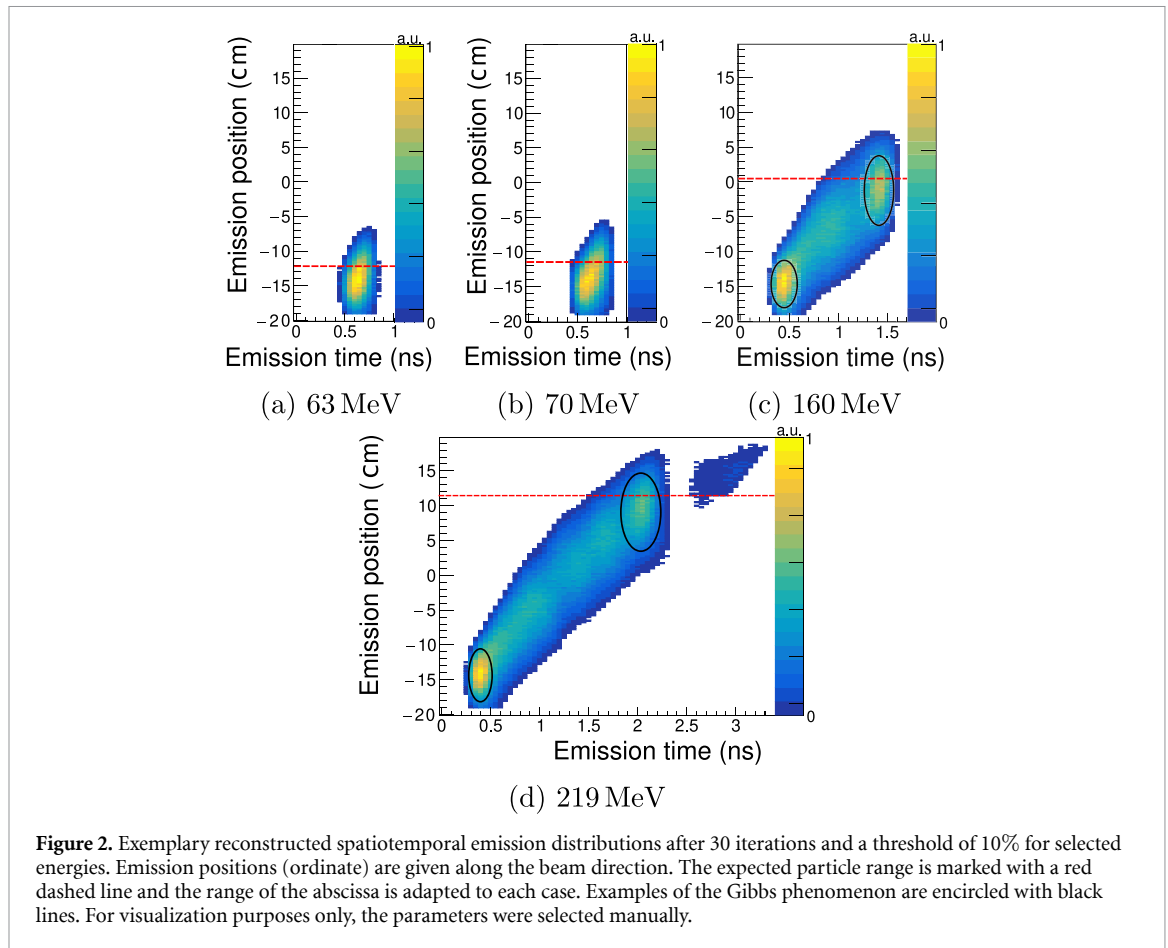 a.u.
1
Emission position (cm)
15
10
5
0
−5
−10
−15
−20
0 0.5 1
0
Emission time (ns)
(a) 63 MeV
a.u.
1
Emission position (cm)
15
10
5
0
−5
−10
−15
−20
0 0.5 1
0
Emission time (ns)
(b) 70 MeV
a.u.
1
Emission position (cm)
15
10
5
0
−5
−10
−15
−20
0 0.5 1 1.5
0
Emission time (ns)
(c) 160 MeV
a.u.
1
Emission position (cm)
15
10
5
0
−5
−10
−15
−20
0 0.5 1 1.5 2 2.5 3
0
Emission time (ns)
(d) 219 MeV
Figure 2. Exemplary reconstructed spatiotemporal emission distributions after 30 iterations and a threshold of 10% for selected
energies. Emission positions (ordinate) are given along the beam direction. The expected particle range is marked with a red
dashed line and the range of the abscissa is adapted to each case. Examples of the Gibbs phenomenon are encircled with black
lines. For visualization purposes only, the parameters were selected manually.